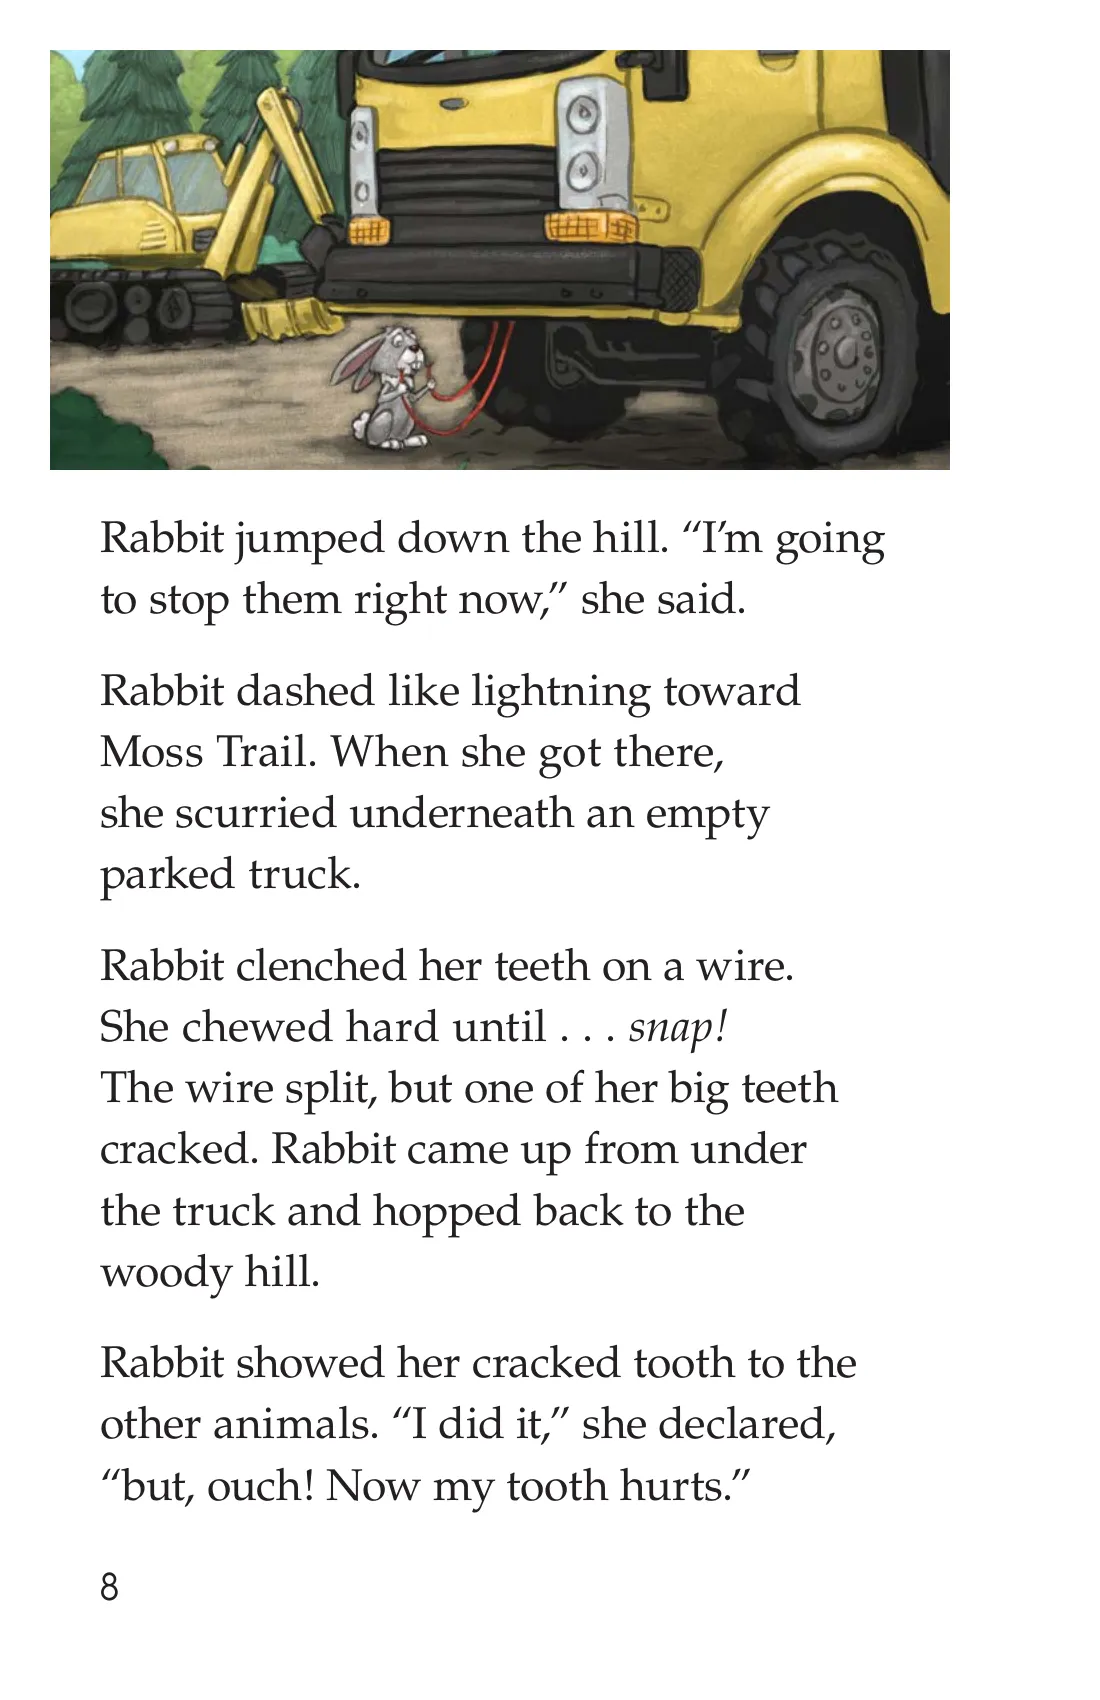 Rabbit jumped down the hill. “I’m going
to stop them right now,” she said.
Rabbit dashed like lightning toward
Moss Trail. When she got there,
she scurried underneath an empty
parked truck.
Rabbit clenched her teeth on a wire.
She chewed hard until . . . snap!
The wire split, but one of her big teeth
cracked. Rabbit came up from under
the truck and hopped back to the
woody hill.
Rabbit showed her cracked tooth to the
other animals. “I did it,” she declared,
“but, ouch! Now my tooth hurts.”
8